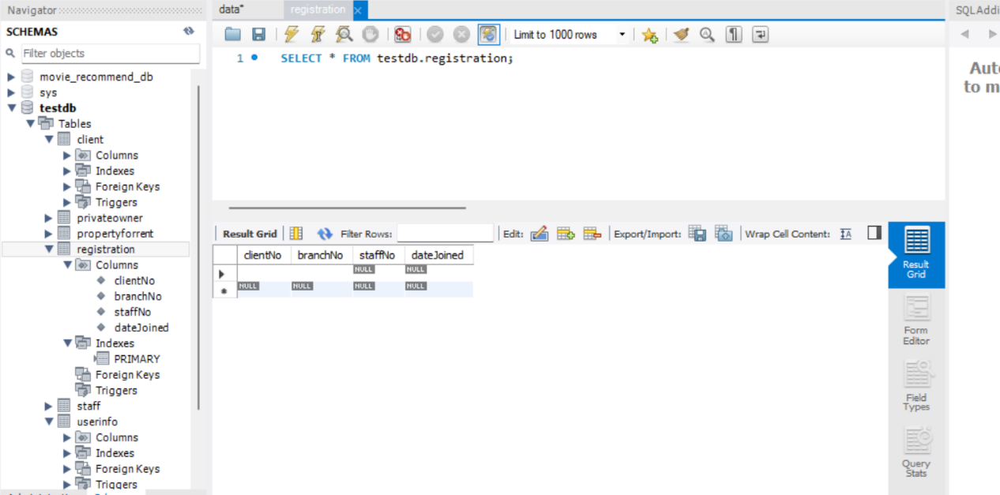 Navigator
SCHEMAS
Filter objects
movie_recommend_db
sys
testdb
Tables
client
Columns
Indexes
Foreign Keys
Triggers
privateowner
propertyforrent
registration
Columns
clientNo
branchNo
staffNo
dateJoined
Indexes
PRIMARY
Foreign Keys
Triggers
staff
userinfo
Columns
Indexes
Foreign Keys
Triggers
data*
registration
Limit to 1000 rows
1 SELECT * FROM testdb.registration;
Result Grid
Filter Rows:
Edit:
Export/Import:
Wrap Cell Content:
clientNo branchNo staffNo dateJoined
NULL NULL
NULL NULL NULL NULL
Result
Grid
Form
Editor
Field
Types
Query
Stats
SQLAddi
Aut
to m